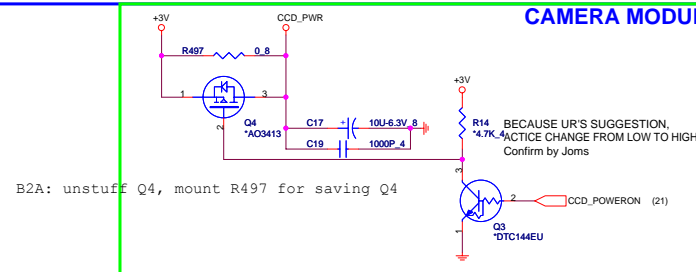 CAMERA MODU
+3V
CCD_PWR
R497
0_8
1
3
2
Q4
*AO3413
C17
+
10U-6.3V_8
C19
1000P_4
+3V
R14
*4.7K_4
BECAUSE UR'S SUGGESTION,
ACTICE CHANGE FROM LOW TO HIGH
Confirm by Joms
B2A: unstuff Q4, mount R497 for saving Q4
3
2
CCD_POWERON (21)
1
Q3
*DTC144EU